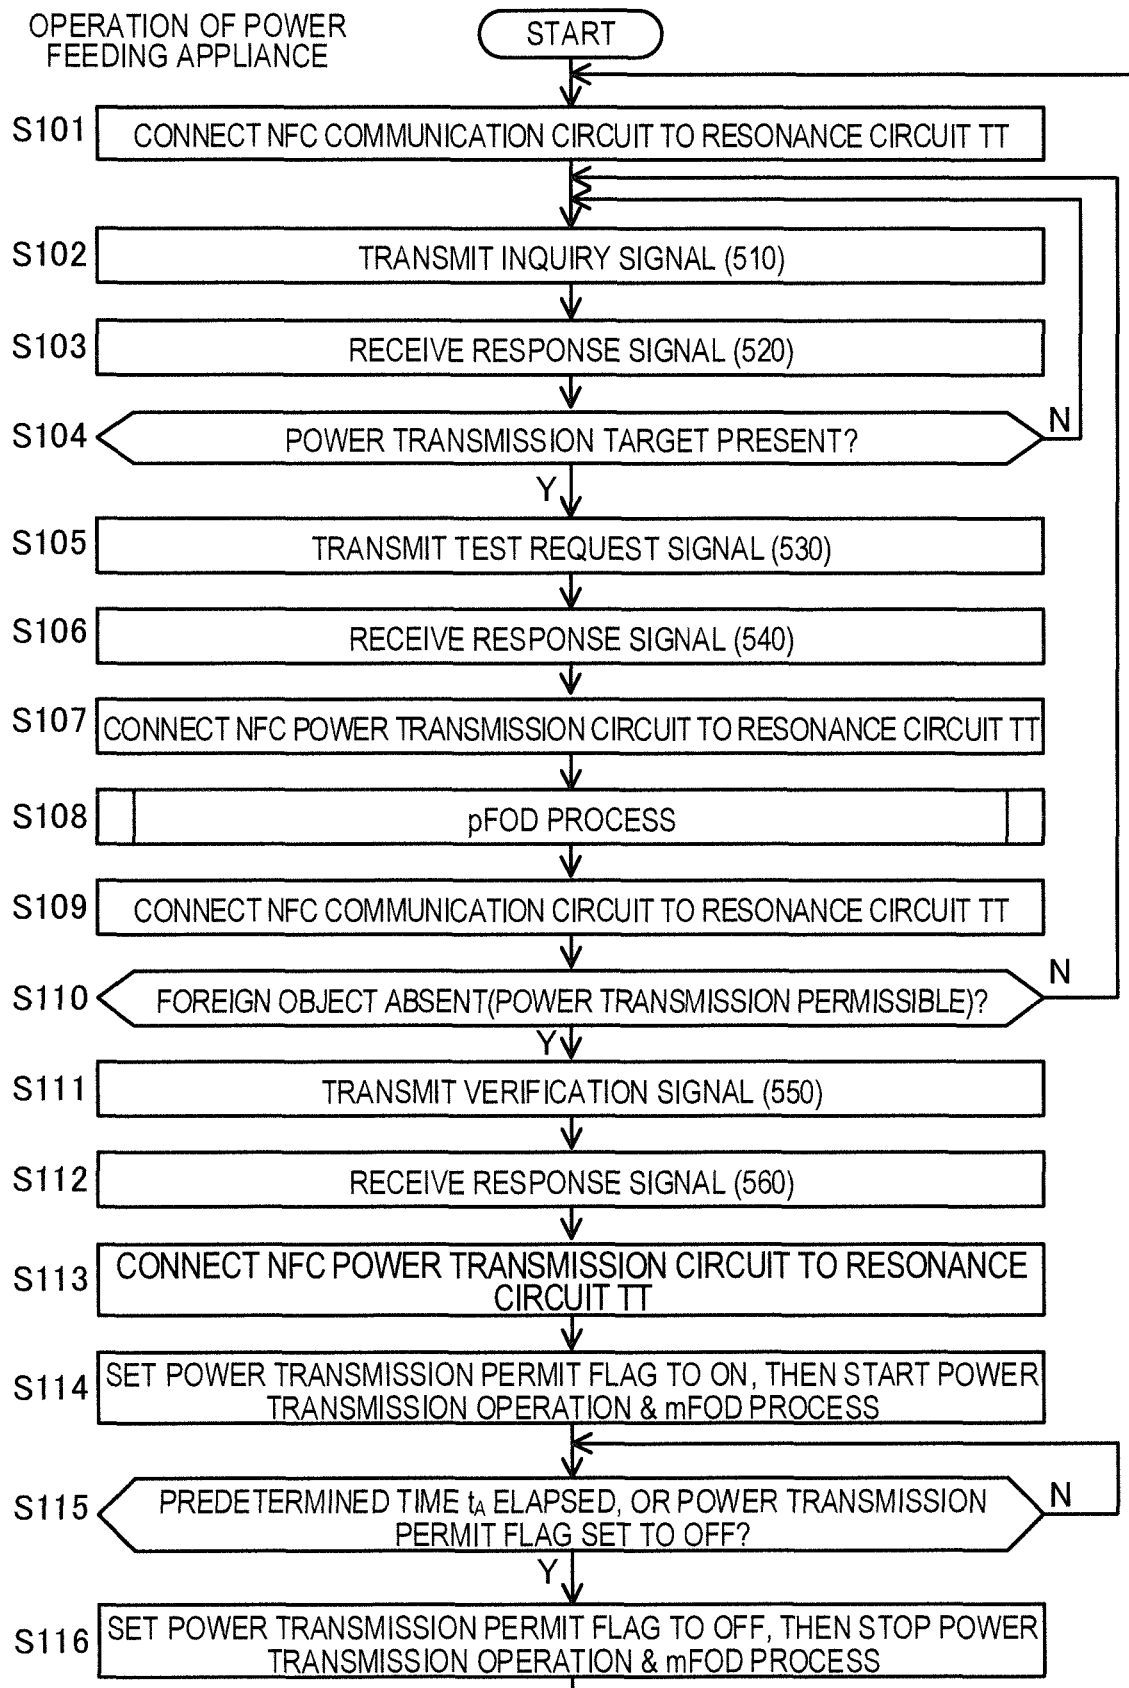 OPERATION OF POWER
FEEDING APPLIANCE
START
S101 CONNECT NFC COMMUNICATION CIRCUIT TO RESONANCE CIRCUIT TT
S102 TRANSMIT INQUIRY SIGNAL (510)
S103 RECEIVE RESPONSE SIGNAL (520)
S104 POWER TRANSMISSION TARGET PRESENT? N
Y
S105 TRANSMIT TEST REQUEST SIGNAL (530)
S106 RECEIVE RESPONSE SIGNAL (540)
S107 CONNECT NFC POWER TRANSMISSION CIRCUIT TO RESONANCE CIRCUIT TT
S108 pFOD PROCESS
S109 CONNECT NFC COMMUNICATION CIRCUIT TO RESONANCE CIRCUIT TT
S110 FOREIGN OBJECT ABSENT(POWER TRANSMISSION PERMISSIBLE)? N
Y
S111 TRANSMIT VERIFICATION SIGNAL (550)
S112 RECEIVE RESPONSE SIGNAL (560)
S113 CONNECT NFC POWER TRANSMISSION CIRCUIT TO RESONANCE
CIRCUIT TT
S114 SET POWER TRANSMISSION PERMIT FLAG TO ON, THEN START POWER
TRANSMISSION OPERATION & mFOD PROCESS
S115 PREDETERMINED TIME tA ELAPSED, OR POWER TRANSMISSION N
PERMIT FLAG SET TO OFF?
Y
S116 SET POWER TRANSMISSION PERMIT FLAG TO OFF, THEN STOP POWER
TRANSMISSION OPERATION & mFOD PROCESS